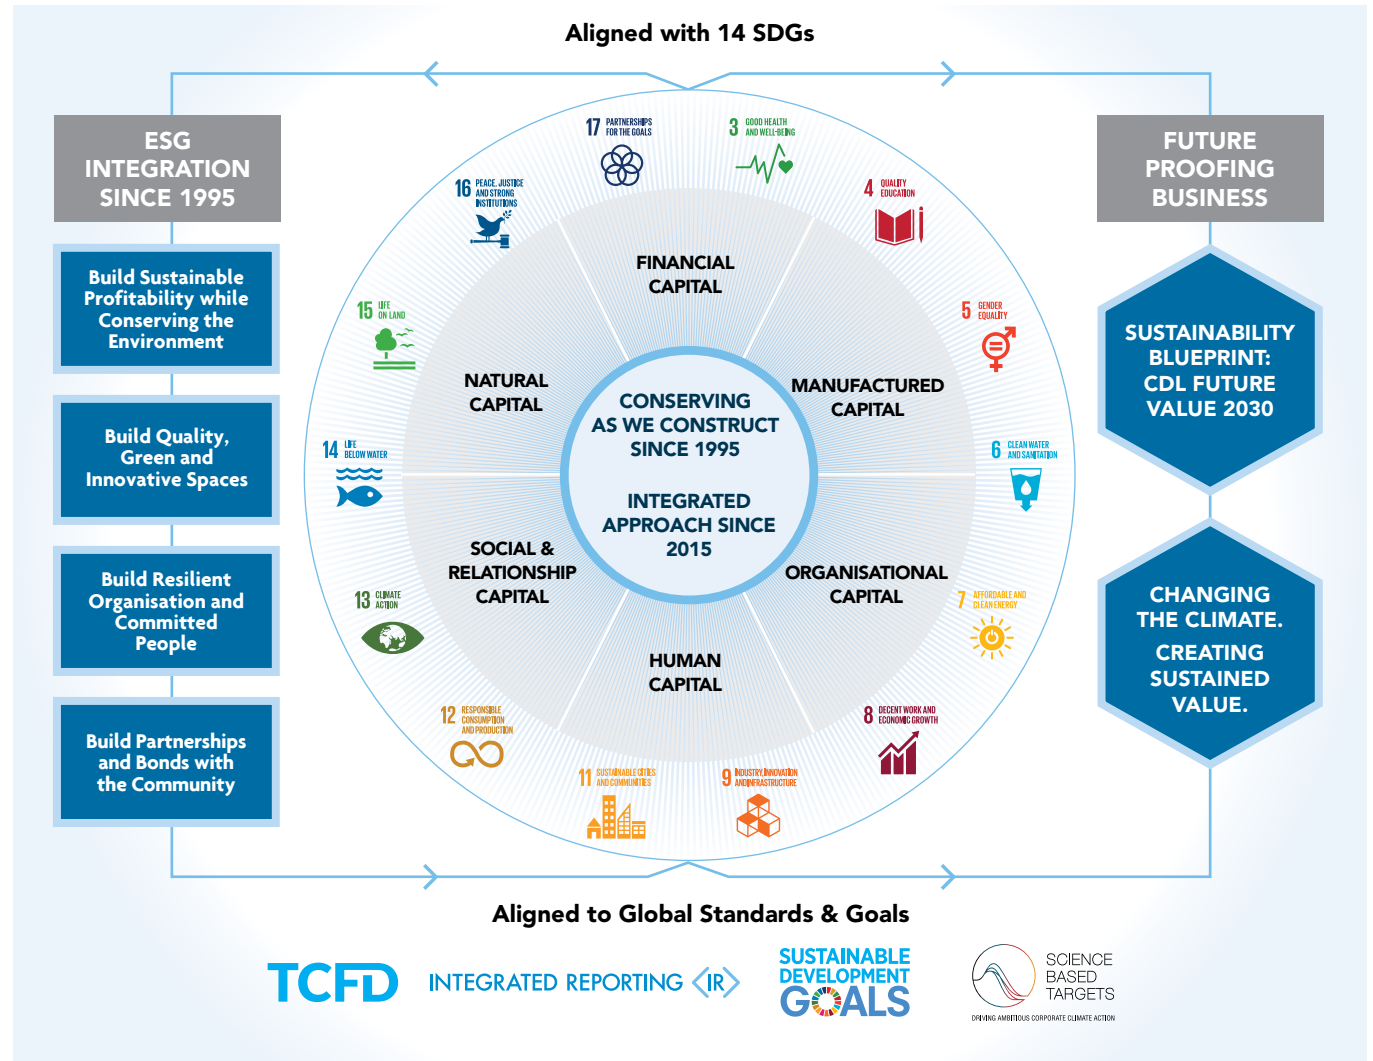 Aligned with 14 SDGs
ESG
INTEGRATION
SINCE 1995
Build Sustainable
Profitability while
Conserving the
Environment
Build Quality,
Green and
Innovative Spaces
Build Resilient
Organisation and
Committed
People
Build Partnerships
and Bonds with
the Community
17 PARTNERSHIPS
FOR THE GOALS
3 GOOD HEALTH
AND WELL-BEING
4 QUALITY
EDUCATION
5 GENDER
EQUALITY
6 CLEAN WATER
AND SANITATION
7 AFFORDABLE AND
CLEAN ENERGY
8 DECENT WORK AND
ECONOMIC GROWTH
9 INDUSTRY, INNOVATION
AND INFRASTRUCTURE
11 SUSTAINABLE CITIES
AND COMMUNITIES
12 RESPONSIBLE
CONSUMPTION
AND PRODUCTION
13 CLIMATE
ACTION
14 LIFE
BELOW WATER
15 LIFE
ON LAND
16 PEACE, JUSTICE
AND STRONG
INSTITUTIONS
FINANCIAL
CAPITAL
MANUFACTURED
CAPITAL
ORGANISATIONAL
CAPITAL
HUMAN
CAPITAL
SOCIAL &
RELATIONSHIP
CAPITAL
NATURAL
CAPITAL
CONSERVING
AS WE CONSTRUCT
SINCE 1995
INTEGRATED
APPROACH SINCE
2015
FUTURE
PROOFING
BUSINESS
SUSTAINABILITY
BLUEPRINT:
CDL FUTURE
VALUE 2030
CHANGING
THE CLIMATE.
CREATING
SUSTAINED
VALUE.
Aligned to Global Standards & Goals
TCFD
INTEGRATED REPORTING <IR>
SUSTAINABLE
DEVELOPMENT
GOALS
SCIENCE
BASED
TARGETS
DRIVING AMBITIOUS CORPORATE CLIMATE ACTION